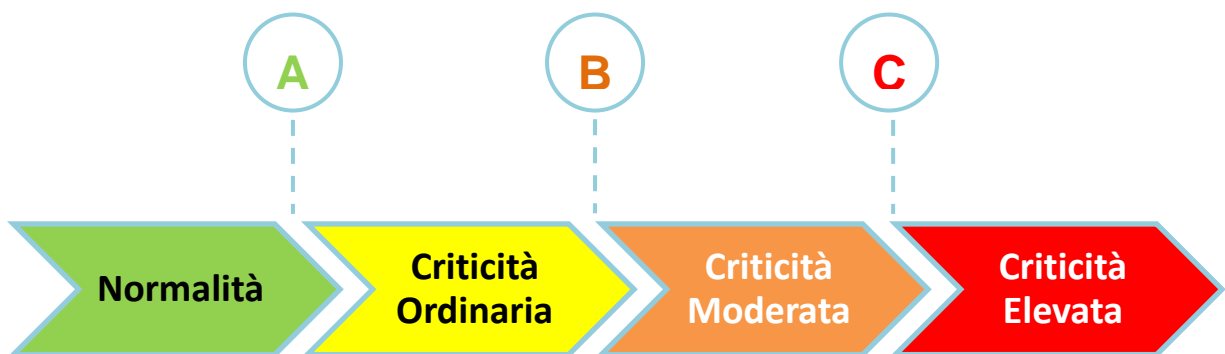 A
B
C
Normalità
Criticità
Ordinaria
Criticità
Moderata
Criticità
Elevata